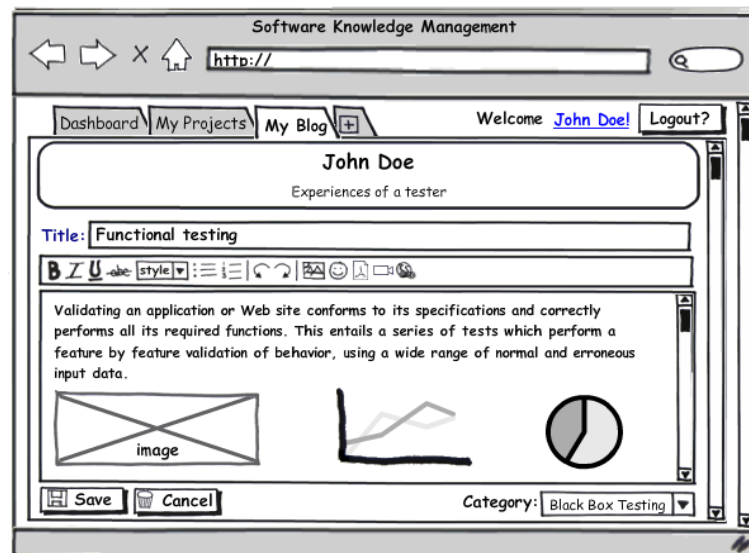 Software Knowledge Management
http://
Dashboard My Projects My Blog + Welcome John Doe! Logout?
John Doe
Experiences of a tester
Title: Functional testing
B I U abc style
Validating an application or Web site conforms to its specifications and correctly
performs all its required functions. This entails a series of tests which perform a
feature by feature validation of behavior, using a wide range of normal and erroneous
input data.
image
Save Cancel Category: Black Box Testing